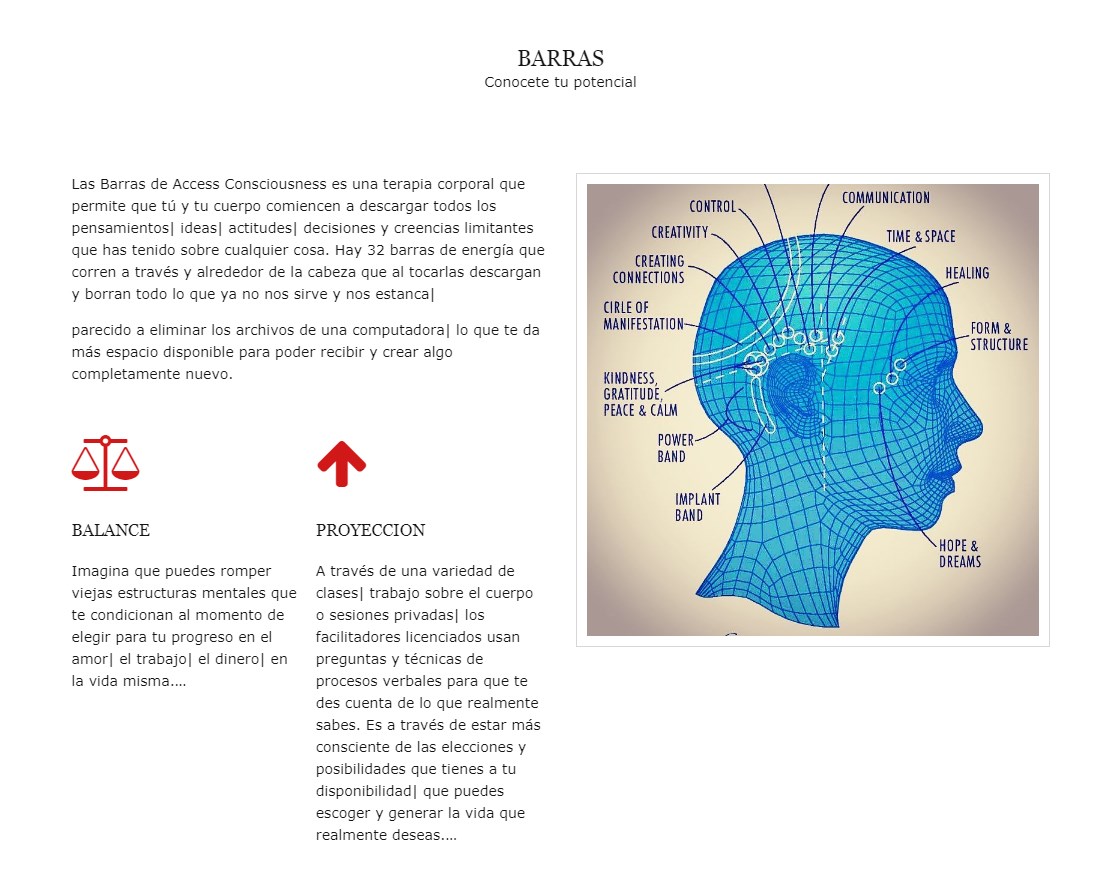 BARRAS
Conocete tu potencial
Las Barras de Access Consciousness es una terapia corporal que
permite que tú y tu cuerpo comiencen a descargar todos los
pensamientos| ideas| actitudes| decisiones y creencias limitantes
que has tenido sobre cualquier cosa. Hay 32 barras de energía que
corren a través y alrededor de la cabeza que al tocarlas descargan
y borran todo lo que ya no nos sirve y nos estanca|
parecido a eliminar los archivos de una computadora| lo que te da
más espacio disponible para poder recibir y crear algo
completamente nuevo.
BALANCE
Imagina que puedes romper
viejas estructuras mentales que
te condicionan al momento de
elegir para tu progreso en el
amor| el trabajo| el dinero| en
la vida misma....
PROYECCION
A través de una variedad de
clases| trabajo sobre el cuerpo
o sesiones privadas| los
facilitadores licenciados usan
preguntas y técnicas de
procesos verbales para que te
des cuenta de lo que realmente
sabes. Es a través de estar más
consciente de las elecciones y
posibilidades que tienes a tu
disponibilidad| que puedes
escoger y generar la vida que
realmente deseas....
CONTROL
CREATIVITY
CREATING
CONNECTIONS
CIRLE OF
MANIFESTATION
KINDNESS,
GRATITUDE,
PEACE & CALM
POWER
BAND
IMPLANT
BAND
COMMUNICATION
TIME & SPACE
HEALING
FORM &
STRUCTURE
HOPE &
DREAMS